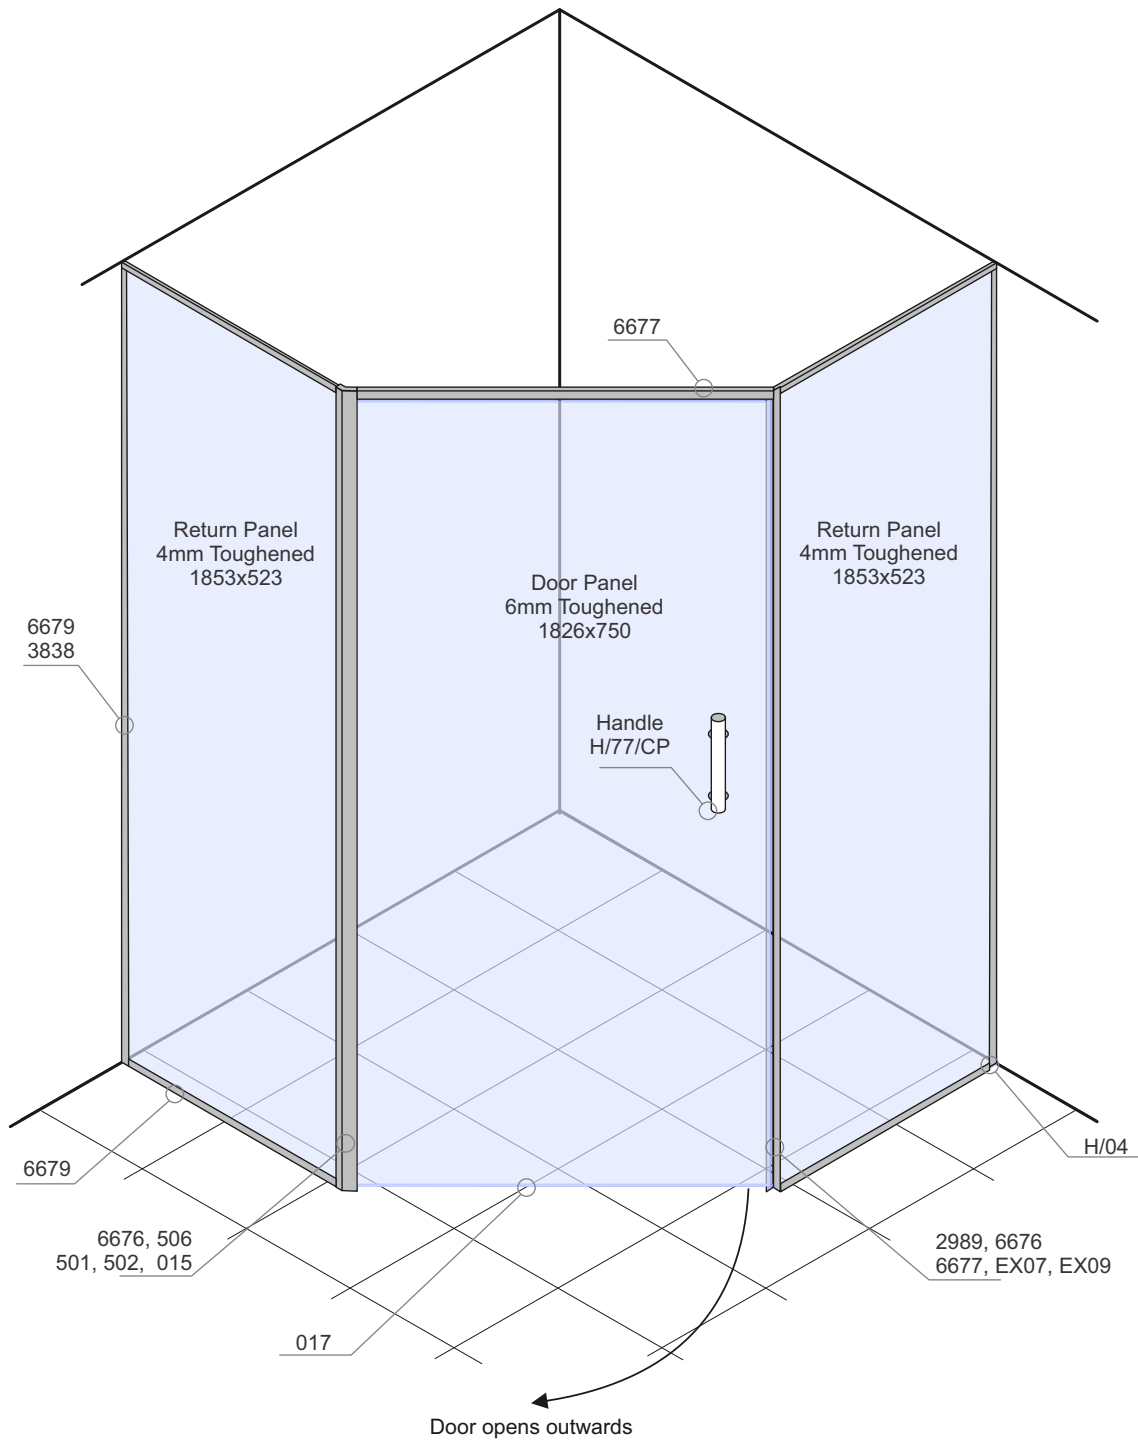 6677
Return Panel
4mm Toughened
1853x523
Return Panel
4mm Toughened
1853x523
Door Panel
6mm Toughened
1826x750
6679
3838
Handle
H/77/CP
H/04
6679
6676, 506
501, 502, 015
2989, 6676
6677, EX07, EX09
017
Door opens outwards